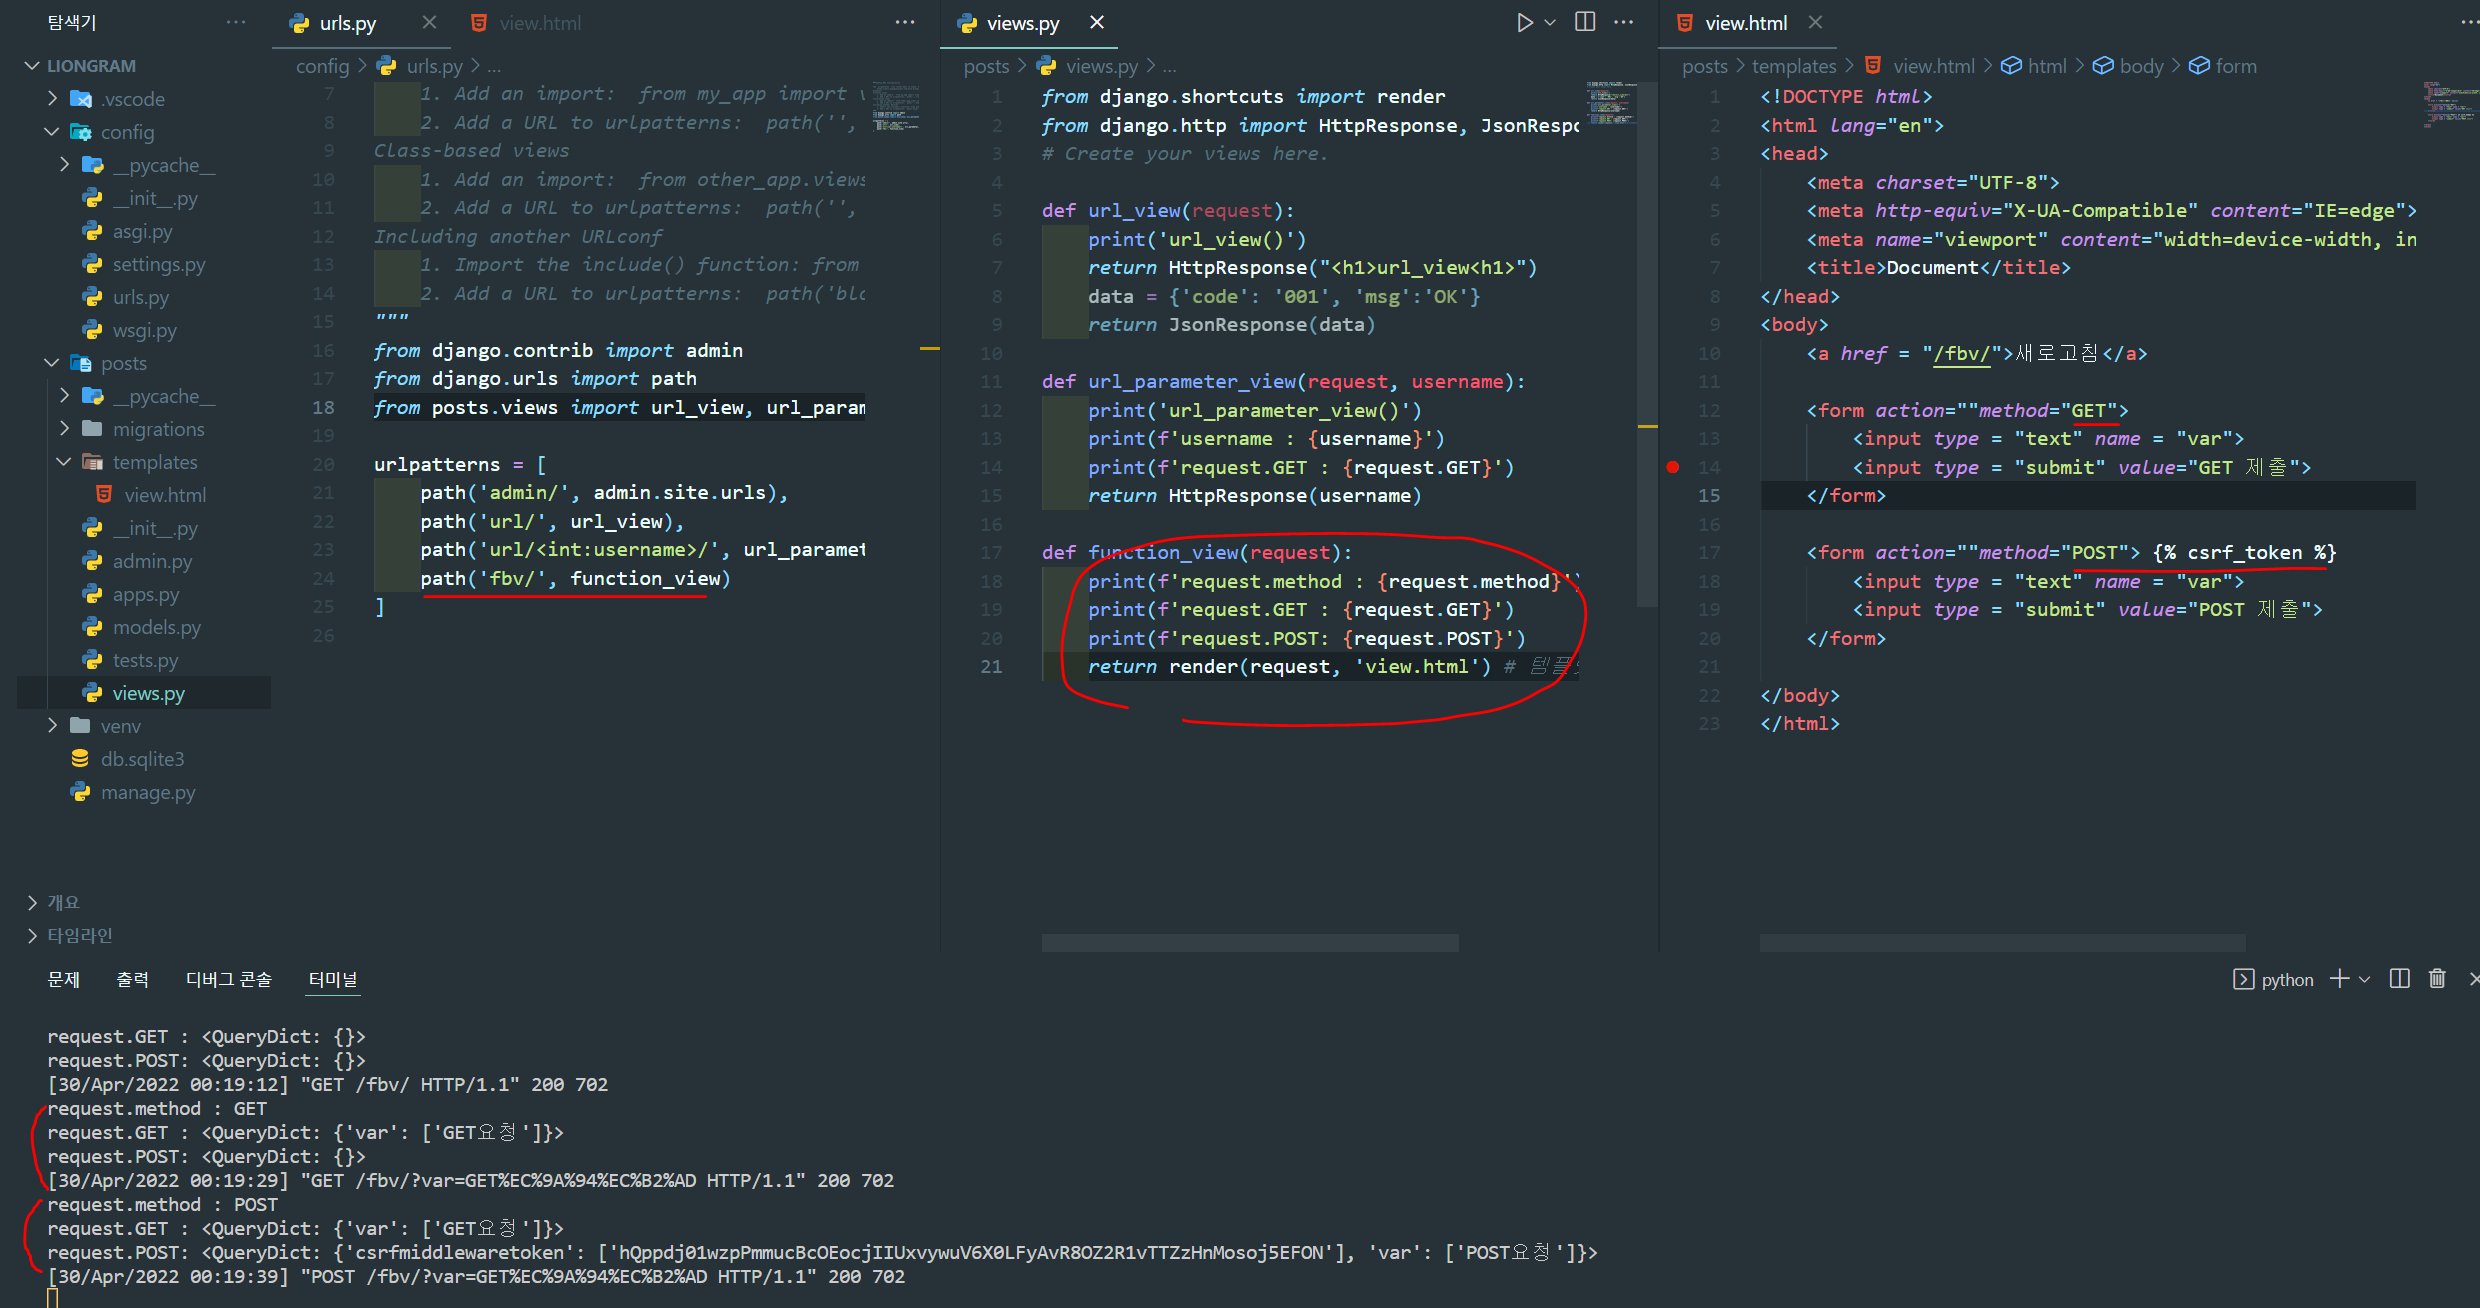 탐색기
LIONGRAM
.vscode
config
__pycache__
__init__.py
asgi.py
settings.py
urls.py
wsgi.py
posts
__pycache__
migrations
templates
view.html
__init__.py
admin.py
apps.py
models.py
tests.py
views.py
venv
db.sqlite3
manage.py
개요
타임라인
urls.py
view.html
config > urls.py > ...
7 1. Add an import:  from my_app import v
8 2. Add a URL to urlpatterns:  path('',
9 Class-based views
10 1. Add an import:  from other_app.views
11 2. Add a URL to urlpatterns:  path('',
12 Including another URLconf
13 1. Import the include() function: from
14 2. Add a URL to urlpatterns:  path('blo
15 """
16 from django.contrib import admin
17 from django.urls import path
18 from posts.views import url_view, url_param
19
20 urlpatterns = [
21 path('admin/', admin.site.urls),
22 path('url/', url_view),
23 path('url/<int:username>/', url_paramet
24 path('fbv/', function_view)
25 ]
26
views.py
posts > views.py > ...
1 from django.shortcuts import render
2 from django.http import HttpResponse, JsonRespo
3 # Create your views here.
4
5 def url_view(request):
6 print('url_view()')
7 return HttpResponse("<h1>url_view<h1>")
8 data = {'code': '001', 'msg':'OK'}
9 return JsonResponse(data)
10
11 def url_parameter_view(request, username):
12 print('url_parameter_view()')
13 print(f'username : {username}')
14 print(f'request.GET : {request.GET}')
15 return HttpResponse(username)
16
17 def function_view(request):
18 print(f'request.method : {request.method}')
19 print(f'request.GET : {request.GET}')
20 print(f'request.POST: {request.POST}')
21 return render(request, 'view.html') # 템플
view.html
posts > templates > view.html > html > body > form
1 <!DOCTYPE html>
2 <html lang="en">
3 <head>
4 <meta charset="UTF-8">
5 <meta http-equiv="X-UA-Compatible" content="IE=edge">
6 <meta name="viewport" content="width=device-width, in
7 <title>Document</title>
8 </head>
9 <body>
10 <a href = "/fbv/">새로고침</a>
11
12 <form action=""method="GET">
13 <input type = "text" name = "var">
14 <input type = "submit" value="GET 제출">
15 </form>
16
17 <form action=""method="POST"> {% csrf_token %}
18 <input type = "text" name = "var">
19 <input type = "submit" value="POST 제출">
20 </form>
21
22 </body>
23 </html>
문제 출력 디버그 콘솔 터미널
python
request.GET : <QueryDict: {}>
request.POST: <QueryDict: {}>
[30/Apr/2022 00:19:12] "GET /fbv/ HTTP/1.1" 200 702
request.method : GET
request.GET : <QueryDict: {'var': ['GET요청']}>
request.POST: <QueryDict: {}>
[30/Apr/2022 00:19:29] "GET /fbv/?var=GET%EC%9A%94%EC%B2%AD HTTP/1.1" 200 702
request.method : POST
request.GET : <QueryDict: {'var': ['GET요청']}>
request.POST: <QueryDict: {'csrfmiddlewaretoken': ['hQppdj01wzpPmmucBcOEocjIIUxvywuV6X0LFyAvR8OZ2R1vTTZzHnMosoj5EFON'], 'var': ['POST요청']}>
[30/Apr/2022 00:19:39] "POST /fbv/?var=GET%EC%9A%94%EC%B2%AD HTTP/1.1" 200 702